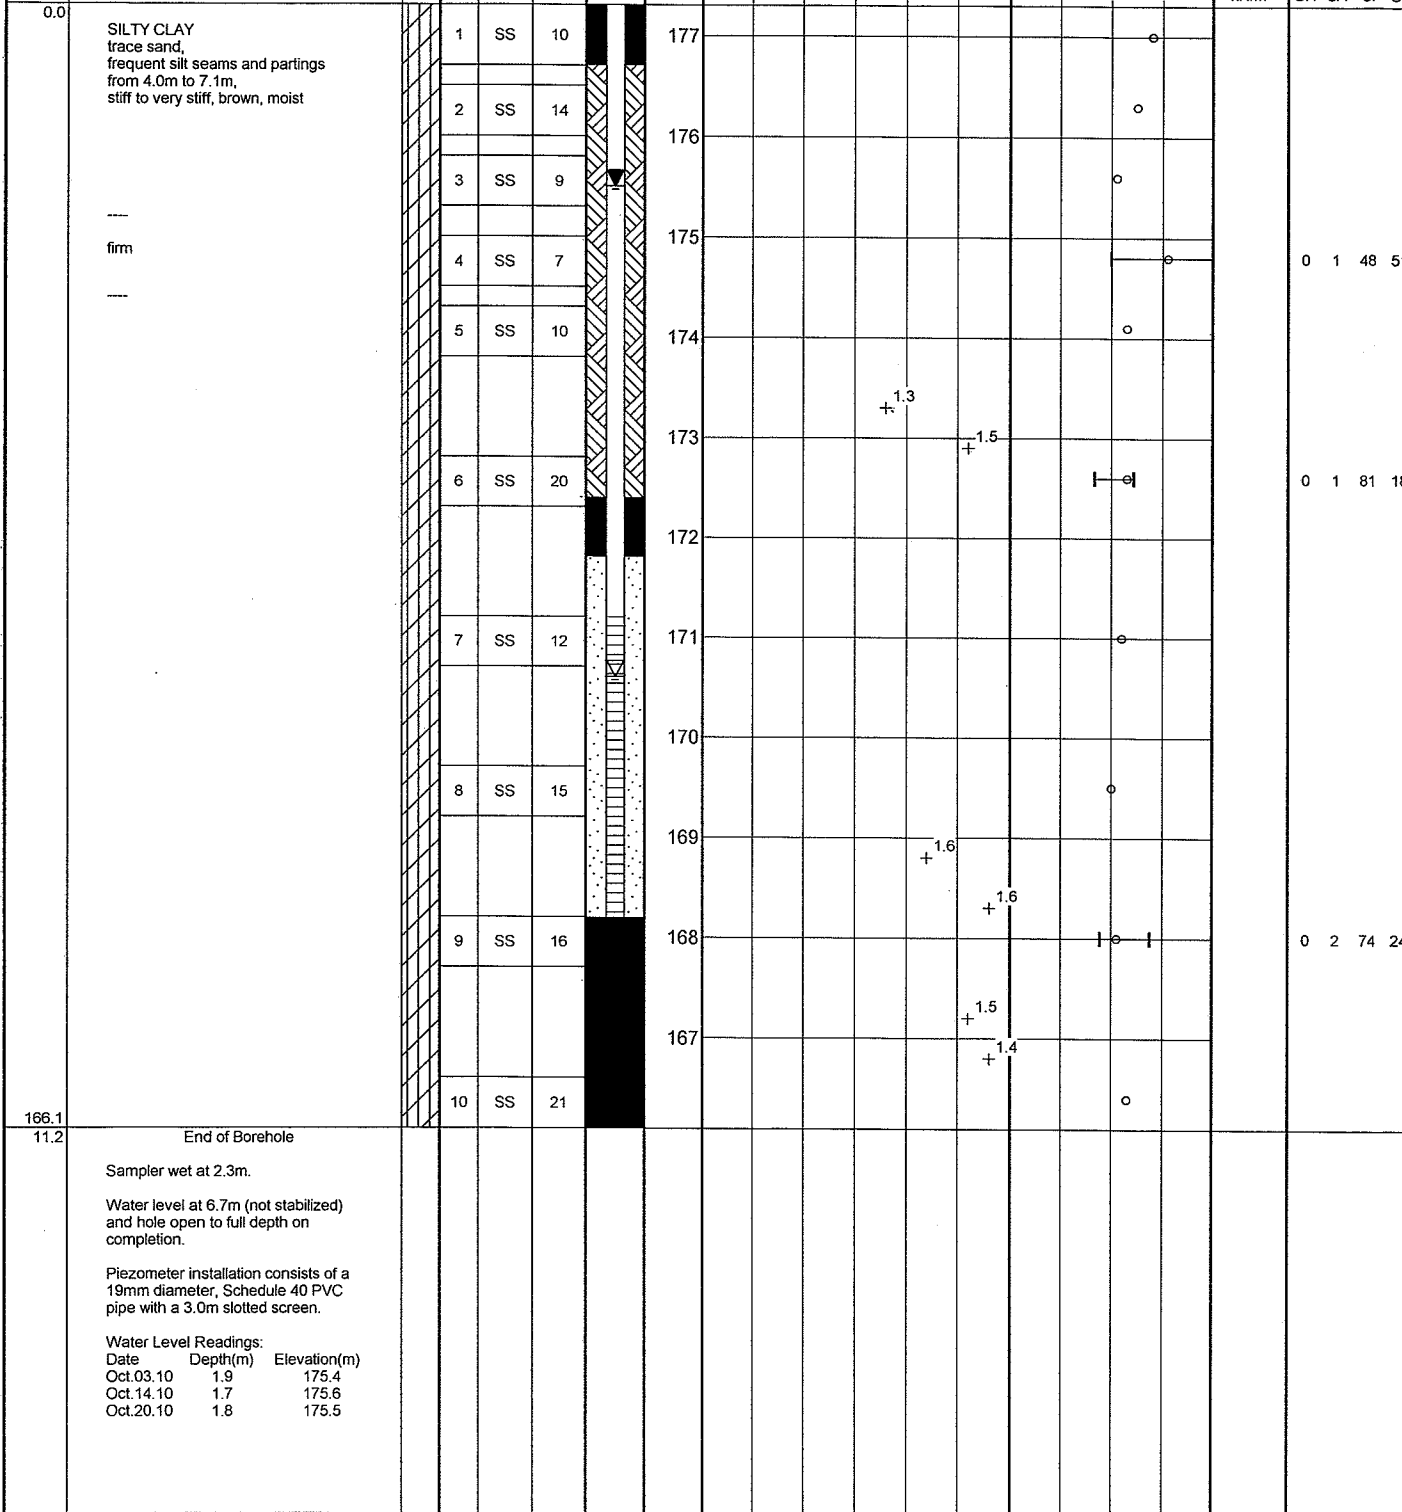 0.0
SILTY CLAY
trace sand,
frequent silt seams and partings
from 4.0m to 7.1m,
stiff to very stiff, brown, moist
----
firm
----
1 SS 10
2 SS 14
3 SS 9
4 SS 7
5 SS 10
6 SS 20
7 SS 12
8 SS 15
9 SS 16
10 SS 21
177
176
175
174
173
172
171
170
169
168
167
1.3
1.5
1.6
1.6
1.5
1.4
0 1 48
0 1 81
0 2 74
166.1
11.2
End of Borehole
Sampler wet at 2.3m.
Water level at 6.7m (not stabilized)
and hole open to full depth on
completion.
Piezometer installation consists of a
19mm diameter, Schedule 40 PVC
pipe with a 3.0m slotted screen.
Water Level Readings:
Date Depth(m) Elevation(m)
Oct.03.10 1.9 175.4
Oct.14.10 1.7 175.6
Oct.20.10 1.8 175.5